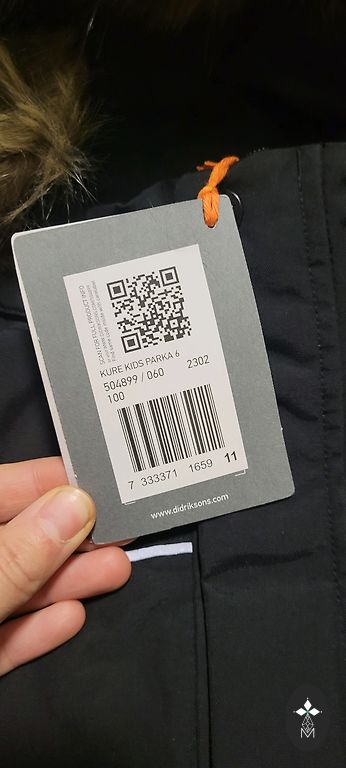 SCAN FOR FULL PRODUCT INFO
KURE KIDS PARKA 6
504899 / 060 2302
100
7 333371 1659 11
www.didriksons.com
M